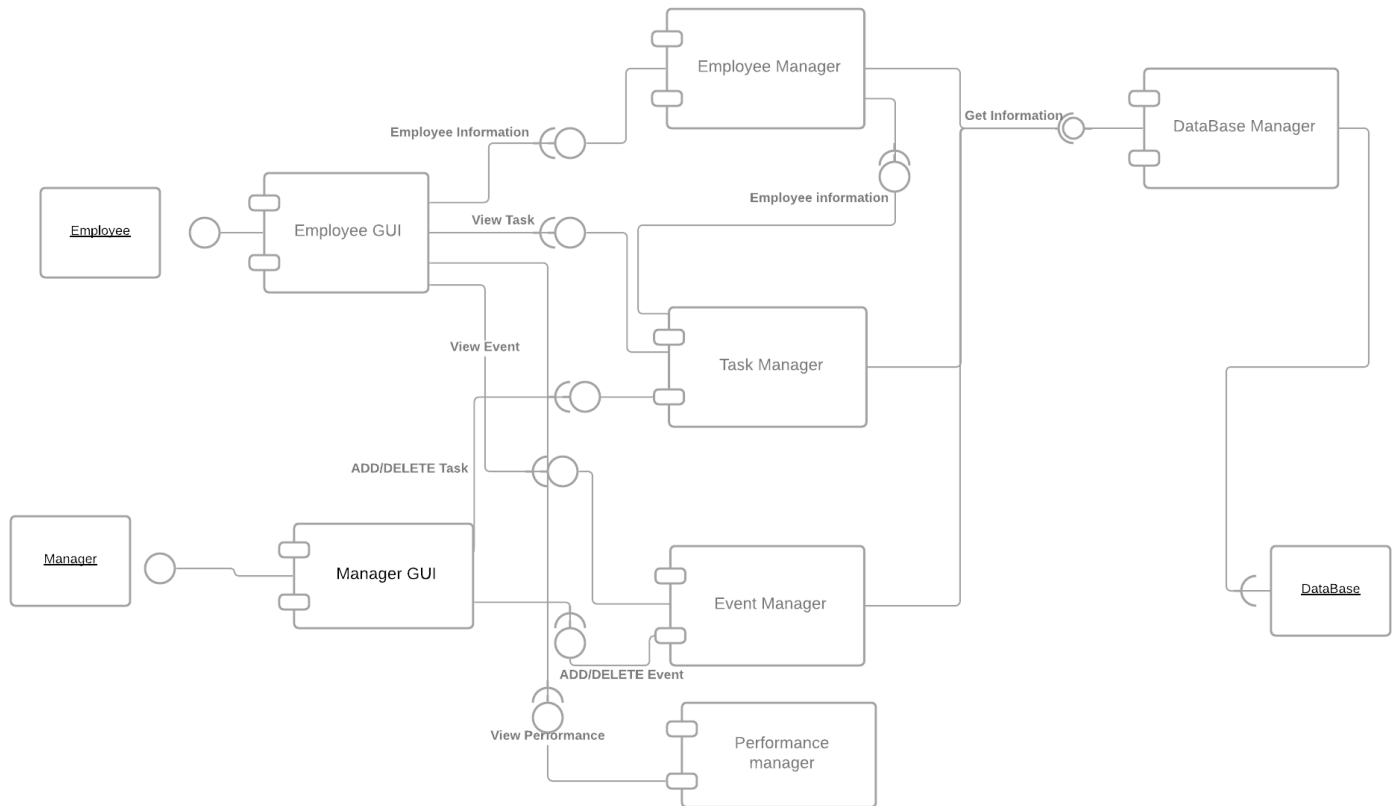 Employee Manager
Get Information
DataBase Manager
Employee Information
Employee information
View Task
Employee
Employee GUI
View Event
Task Manager
ADD/DELETE Task
Manager
Manager GUI
Event Manager
DataBase
ADD/DELETE Event
View Performance
Performance
manager